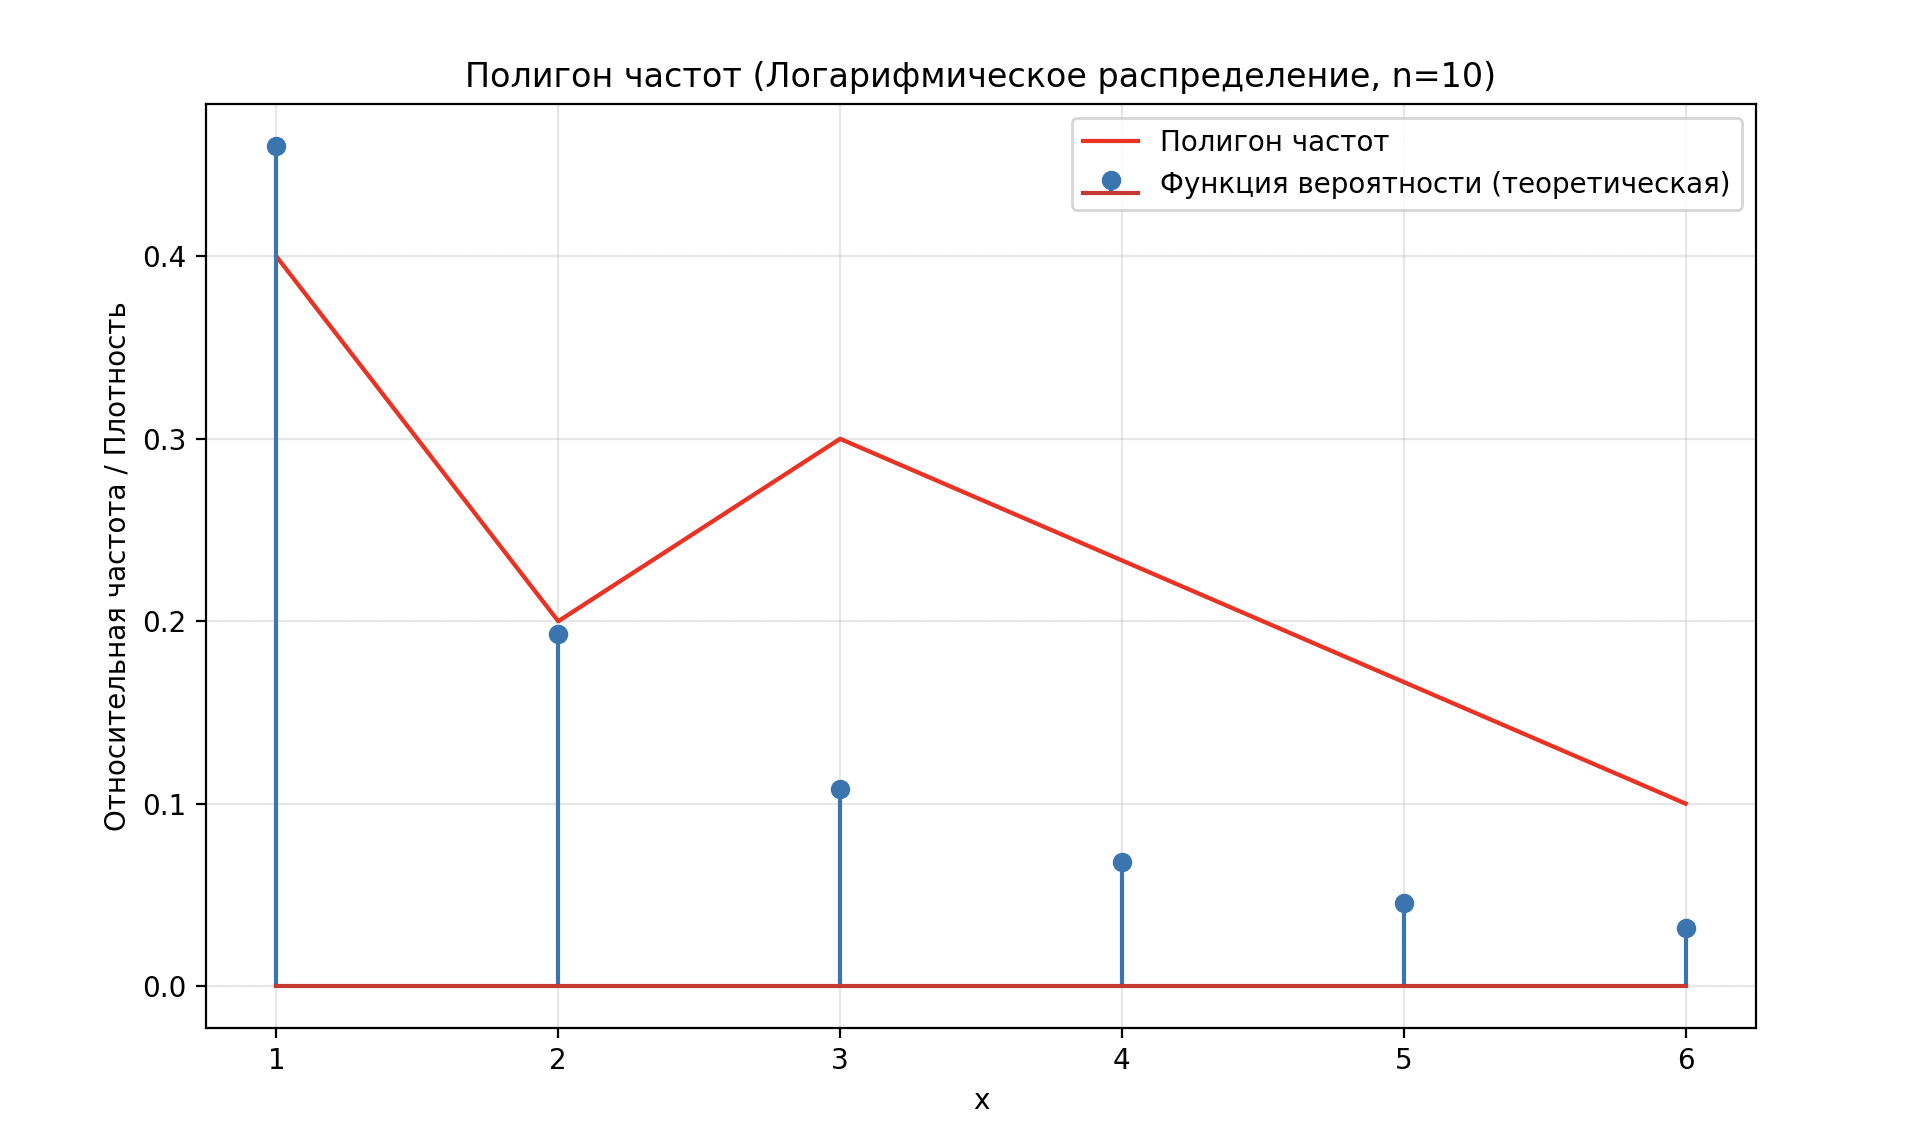 Полигон частот (Логарифмическое распределение, n=10)
Полигон частот
Функция вероятности (теоретическая)
Относительная частота / Плотность
0.4
0.3
0.2
0.1
0.0
1 2 3 4 5 6
x